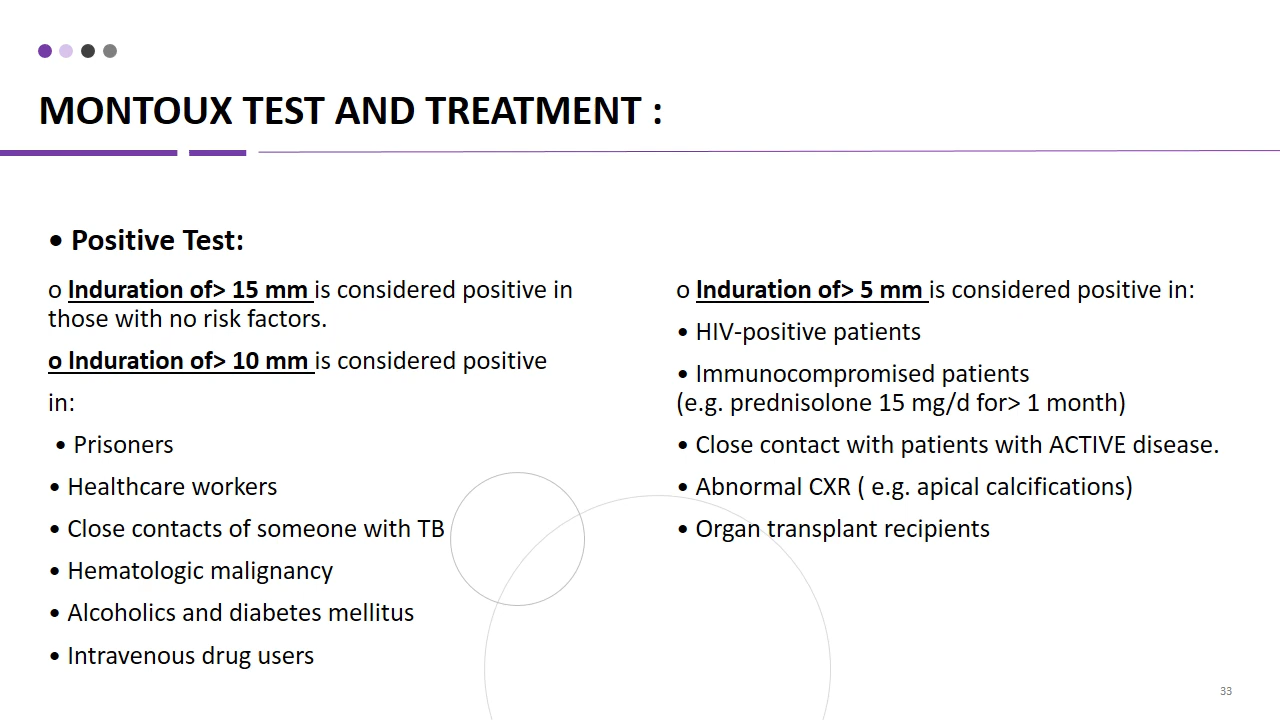 MONTOUX TEST AND TREATMENT :
• Positive Test:
o Induration of> 15 mm is considered positive in
those with no risk factors.
o Induration of> 10 mm is considered positive
in:
• Prisoners
• Healthcare workers
• Close contacts of someone with TB
• Hematologic malignancy
• Alcoholics and diabetes mellitus
• Intravenous drug users
o Induration of> 5 mm is considered positive in:
• HIV-positive patients
• Immunocompromised patients
(e.g. prednisolone 15 mg/d for> 1 month)
• Close contact with patients with ACTIVE disease.
• Abnormal CXR ( e.g. apical calcifications)
• Organ transplant recipients
33